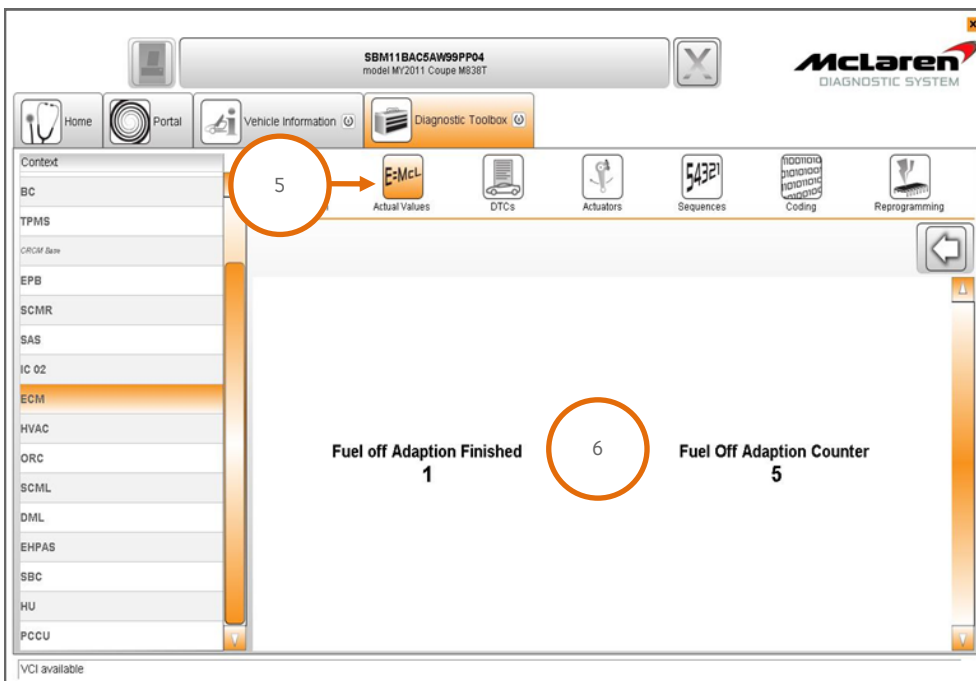 SBM11BAC5AW99PP04
model MY2011 Coupe M838T
X
McLaren
DIAGNOSTIC SYSTEM
Home
Portal
Vehicle Information
Diagnostic Toolbox
Context
BC
TPMS
CRCM Base
EPB
SCMR
SAS
IC 02
ECM
HVAC
ORC
SCML
DML
EHPAS
SBC
HU
PCCU
5
E=McL
Actual Values
DTCs
Actuators
54321
Sequences
Coding
Reprogramming
Fuel off Adaption Finished
1
6
Fuel Off Adaption Counter
5
VCI available